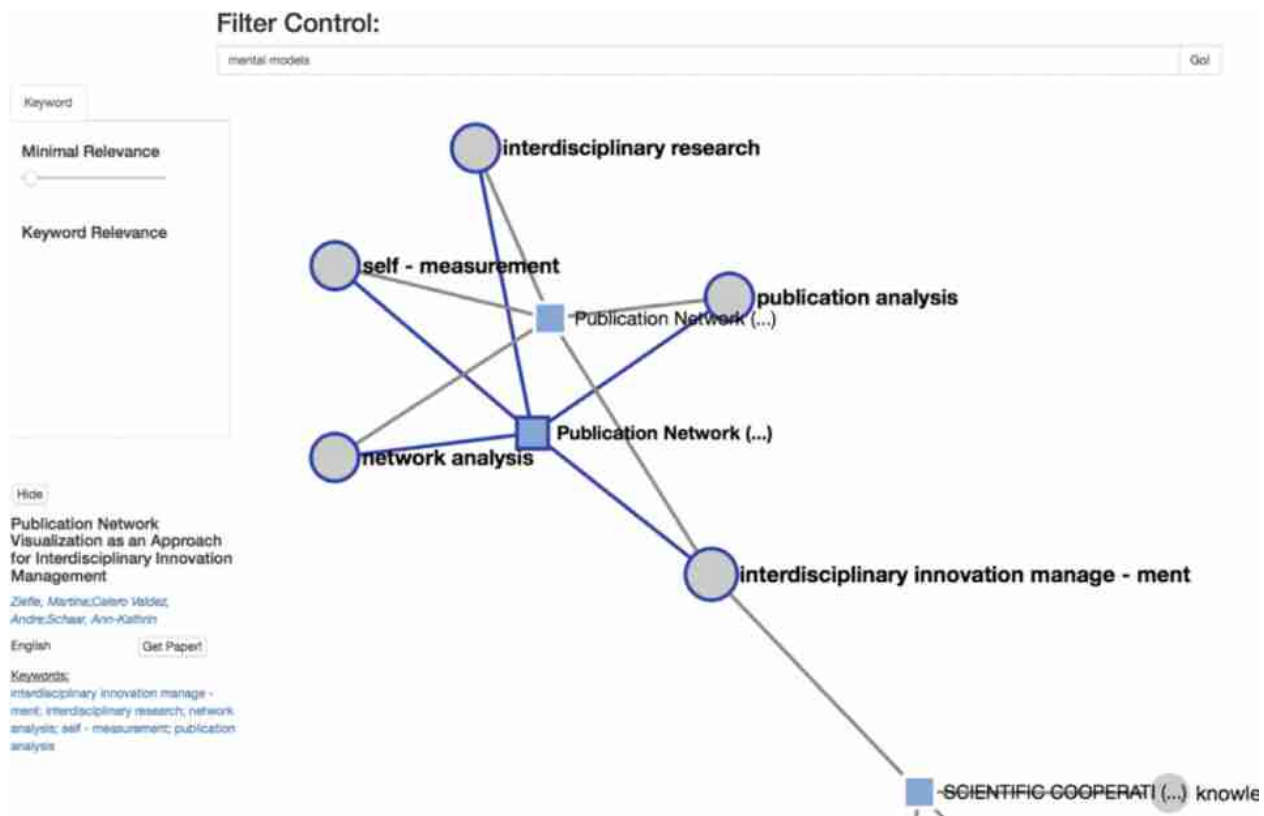 Filter Control:
mental models
Go!
Keyword
Minimal Relevance
Keyword Relevance
interdisciplinary research
self - measurement
publication analysis
Publication Network (...)
Publication Network (...)
network analysis
interdisciplinary innovation manage - ment
SCIENTIFIC COOPERATI (...)
knowle
Hide
Publication Network
Visualization as an Approach
for Interdisciplinary Innovation
Management
Ziefle, Martina;Calero Valdez,
Andre;Schaar, Ann-Kathrin
English
Get Paper!
Keywords:
interdisciplinary innovation manage -
ment; interdisciplinary research; network
analysis; self - measurement; publication
analysis